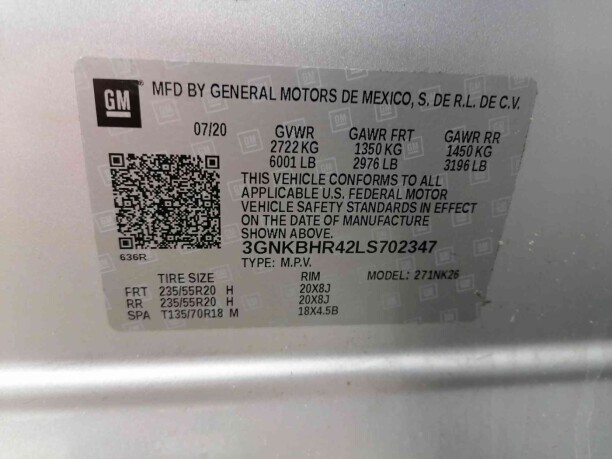 GM MFD BY GENERAL MOTORS DE MEXICO, S. DE R.L. DE C.V.
07/20 GVWR GAWR FRT GAWR RR
2722 KG 1350 KG 1450 KG
6001 LB 2976 LB 3196 LB
THIS VEHICLE CONFORMS TO ALL
APPLICABLE U.S. FEDERAL MOTOR
VEHICLE SAFETY STANDARDS IN EFFECT
ON THE DATE OF MANUFACTURE
SHOWN ABOVE.
3GNKBHR42LS702347
636R TYPE: M.P.V. MODEL: 271NK26
TIRE SIZE RIM
FRT 235/55R20 H 20X8J
RR 235/55R20 H 20X8J
SPA T135/70R18 M 18X4.5B